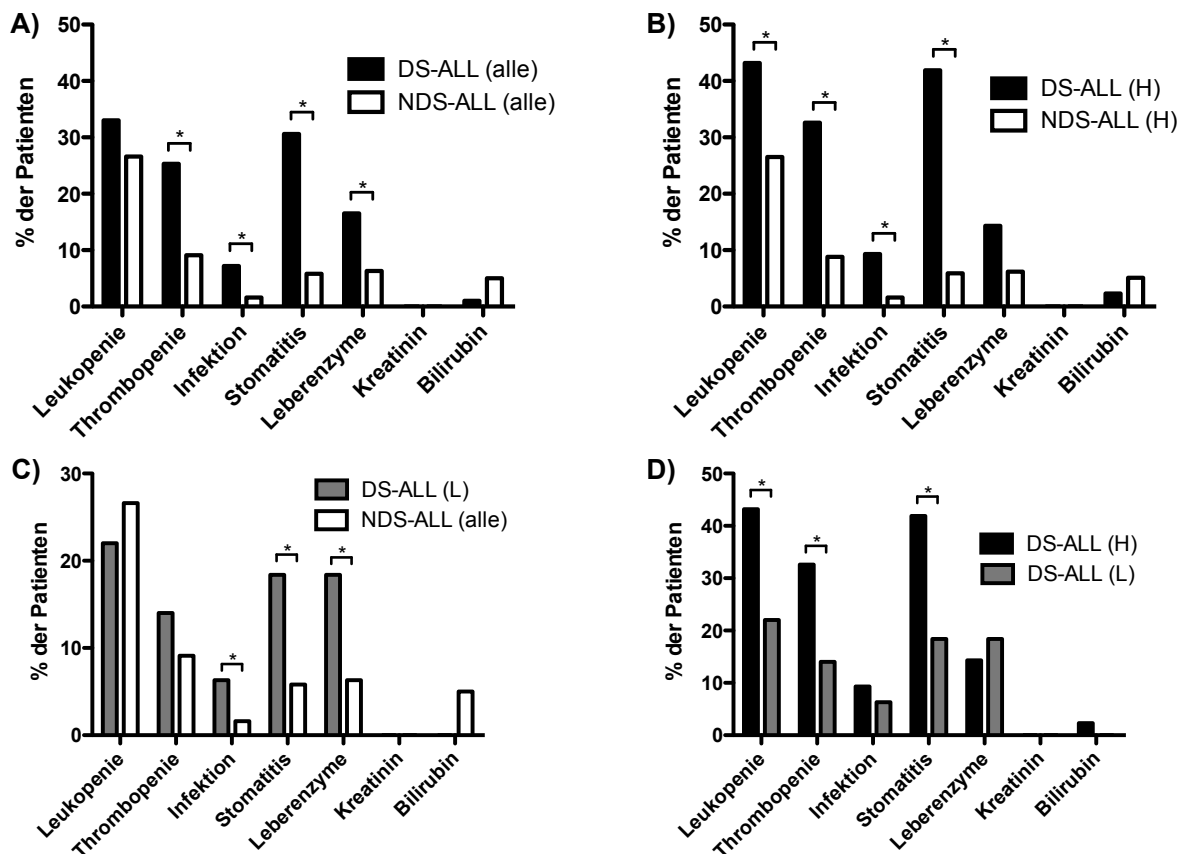 A)
% der Patienten
50
40
30
20
10
0
DS-ALL (alle)
NDS-ALL (alle)
*
*
*
*
Leukopenie
Thrombopenie
Infektion
Stomatitis
Leberenzyme
Kreatinin
Bilirubin
B)
% der Patienten
50
40
30
20
10
0
DS-ALL (H)
NDS-ALL (H)
*
*
*
*
Leukopenie
Thrombopenie
Infektion
Stomatitis
Leberenzyme
Kreatinin
Bilirubin
C)
% der Patienten
30
20
10
0
DS-ALL (L)
NDS-ALL (alle)
*
*
*
Leukopenie
Thrombopenie
Infektion
Stomatitis
Leberenzyme
Kreatinin
Bilirubin
D)
% der Patienten
50
40
30
20
10
0
DS-ALL (H)
DS-ALL (L)
*
*
*
Leukopenie
Thrombopenie
Infektion
Stomatitis
Leberenzyme
Kreatinin
Bilirubin